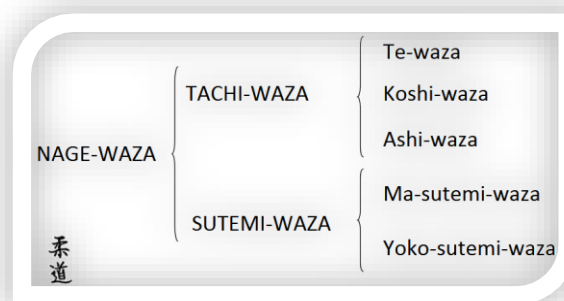 Te-waza
TACHI-WAZA
Koshi-waza
Ashi-waza
NAGE-WAZA
Ma-sutemi-waza
SUTEMI-WAZA
Yoko-sutemi-waza
柔道